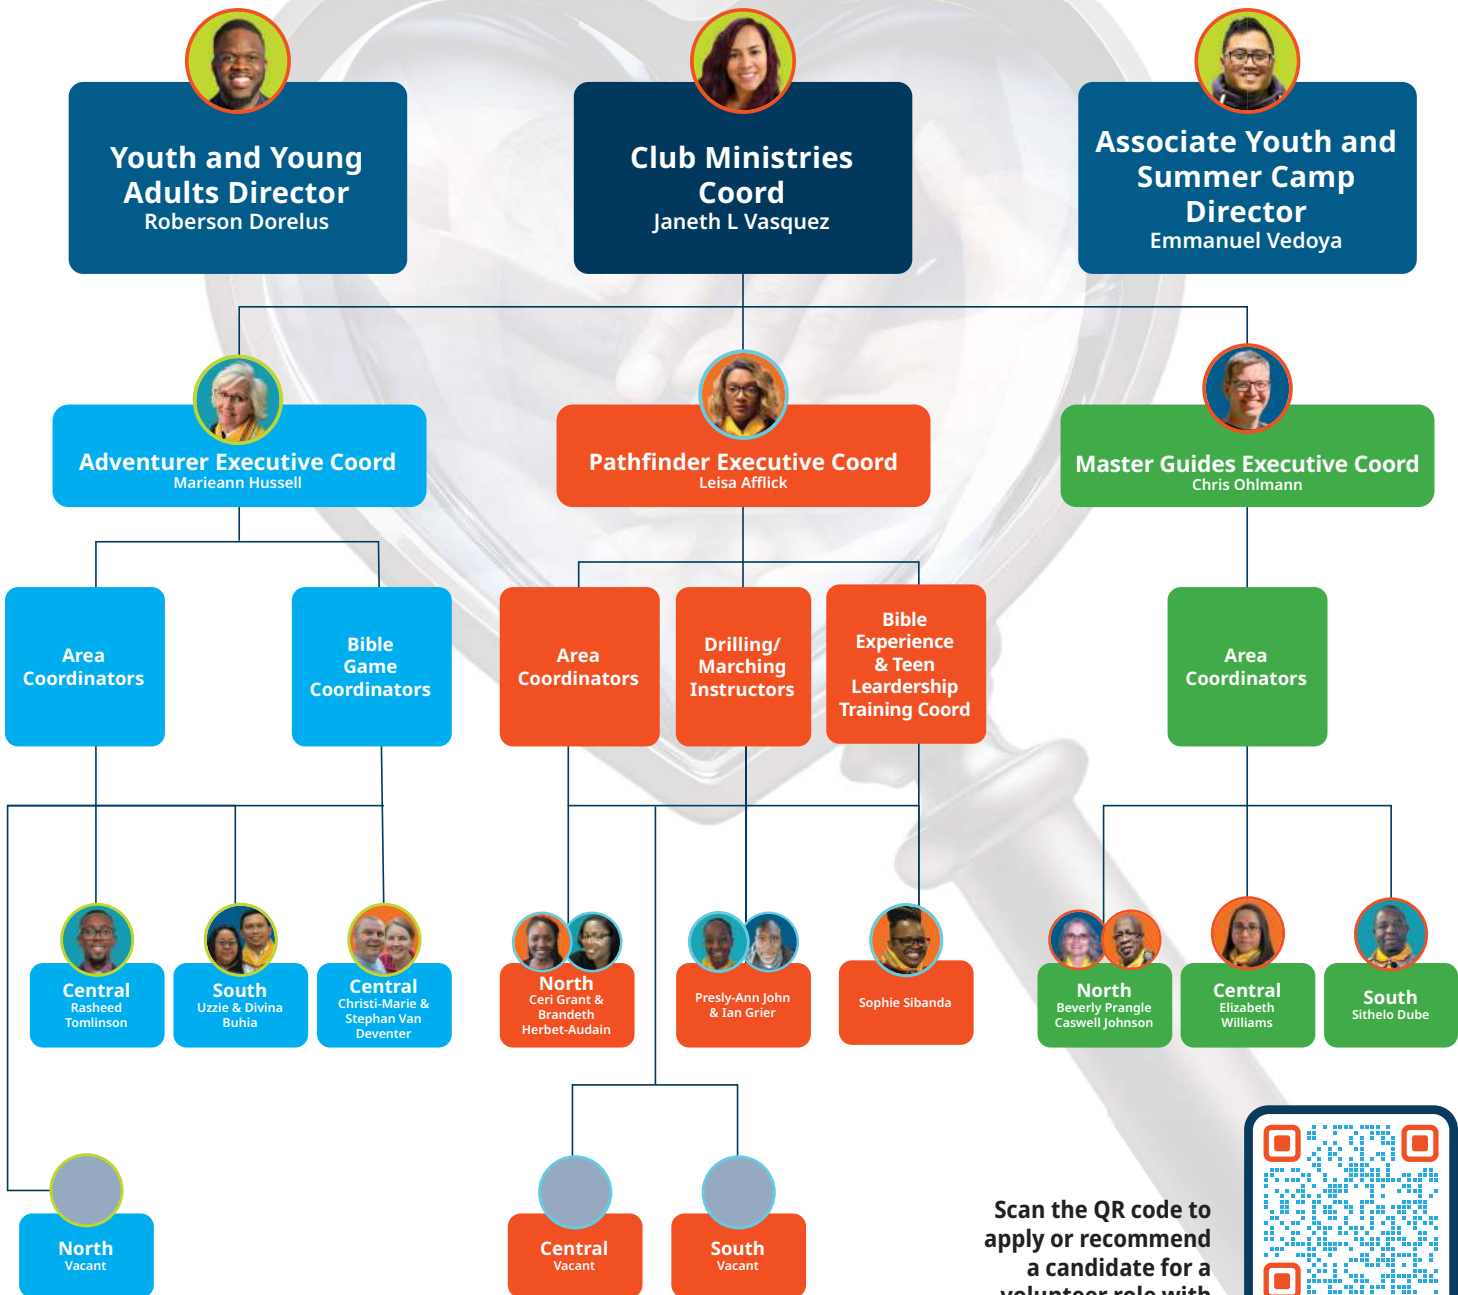 Youth and Young
Adults Director
Roberson Dorelus
Club Ministries
Coord
Janeth L Vasquez
Associate Youth and
Summer Camp
Director
Emmanuel Vedoya
Adventurer Executive Coord
Marieann Hussell
Pathfinder Executive Coord
Leisa Afflick
Master Guides Executive Coord
Chris Ohlmann
Area
Coordinators
Bible
Game
Coordinators
Area
Coordinators
Drilling/
Marching
Instructors
Bible
Experience
& Teen
Leardership
Training Coord
Area
Coordinators
Central
Rasheed
Tomlinson
South
Uzzie & Divina
Buhia
Central
Christi-Marie &
Stephan Van
Deventer
North
Ceri Grant &
Brandeth
Herbet-Audain
Presly-Ann John
& Ian Grier
Sophie Sibanda
North
Beverly Prangle
Caswell Johnson
Central
Elizabeth
Williams
South
Sithelo Dube
North
Vacant
Central
Vacant
South
Vacant
Scan the QR code to
apply or recommend
a candidate for a
volunteer role with